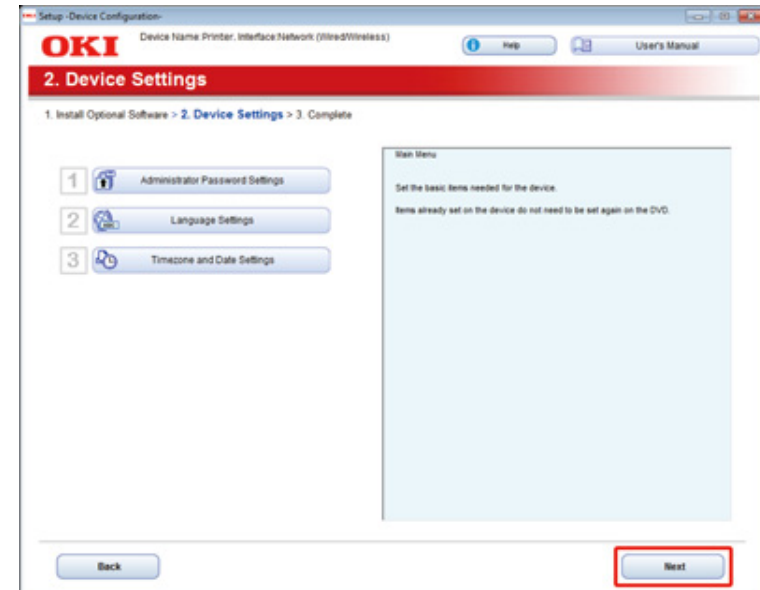 Setup -Device Configuration-
OKI
Device Name:Printer. Interface:Network (Wired/Wireless)
Help
User's Manual
2. Device Settings
1. Install Optional Software > 2. Device Settings > 3. Complete
Main Menu
1 Administrator Password Settings
Set the basic items needed for the device.
2 Language Settings
Items already set on the device do not need to be set again on the DVD.
3 Timezone and Date Settings
Back
Next